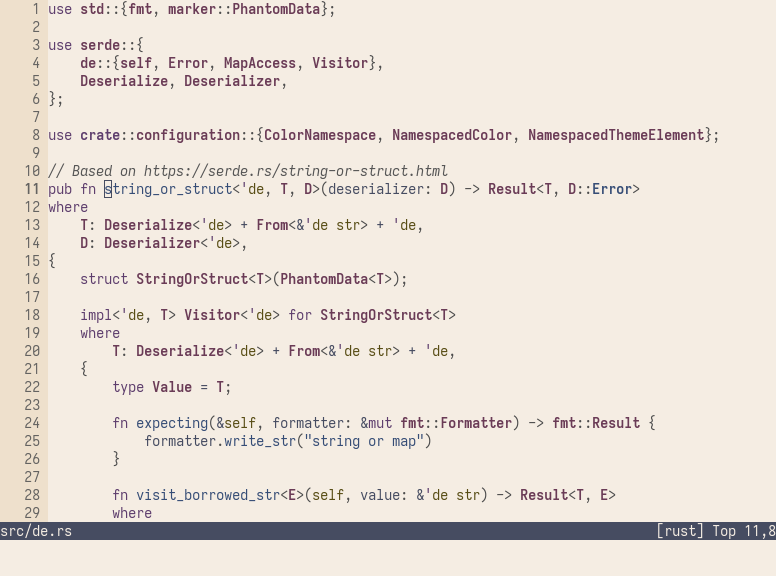 1 use std::{fmt, marker::PhantomData};
2
3 use serde::{
4     de::{self, Error, MapAccess, Visitor},
5     Deserialize, Deserializer,
6 };
7
8 use crate::configuration::{ColorNamespace, NamespacedColor, NamespacedThemeElement};
9
10 // Based on https://serde.rs/string-or-struct.html
11 pub fn string_or_struct<'de, T, D>(deserializer: D) -> Result<T, D::Error>
12 where
13     T: Deserialize<'de> + From<&'de str> + 'de,
14     D: Deserializer<'de>,
15 {
16     struct StringOrStruct<T>(PhantomData<T>);
17
18     impl<'de, T> Visitor<'de> for StringOrStruct<T>
19     where
20         T: Deserialize<'de> + From<&'de str> + 'de,
21     {
22         type Value = T;
23
24         fn expecting(&self, formatter: &mut fmt::Formatter) -> fmt::Result {
25             formatter.write_str("string or map")
26         }
27
28         fn visit_borrowed_str<E>(self, value: &'de str) -> Result<T, E>
29         where
src/de.rs [rust] Top 11,8